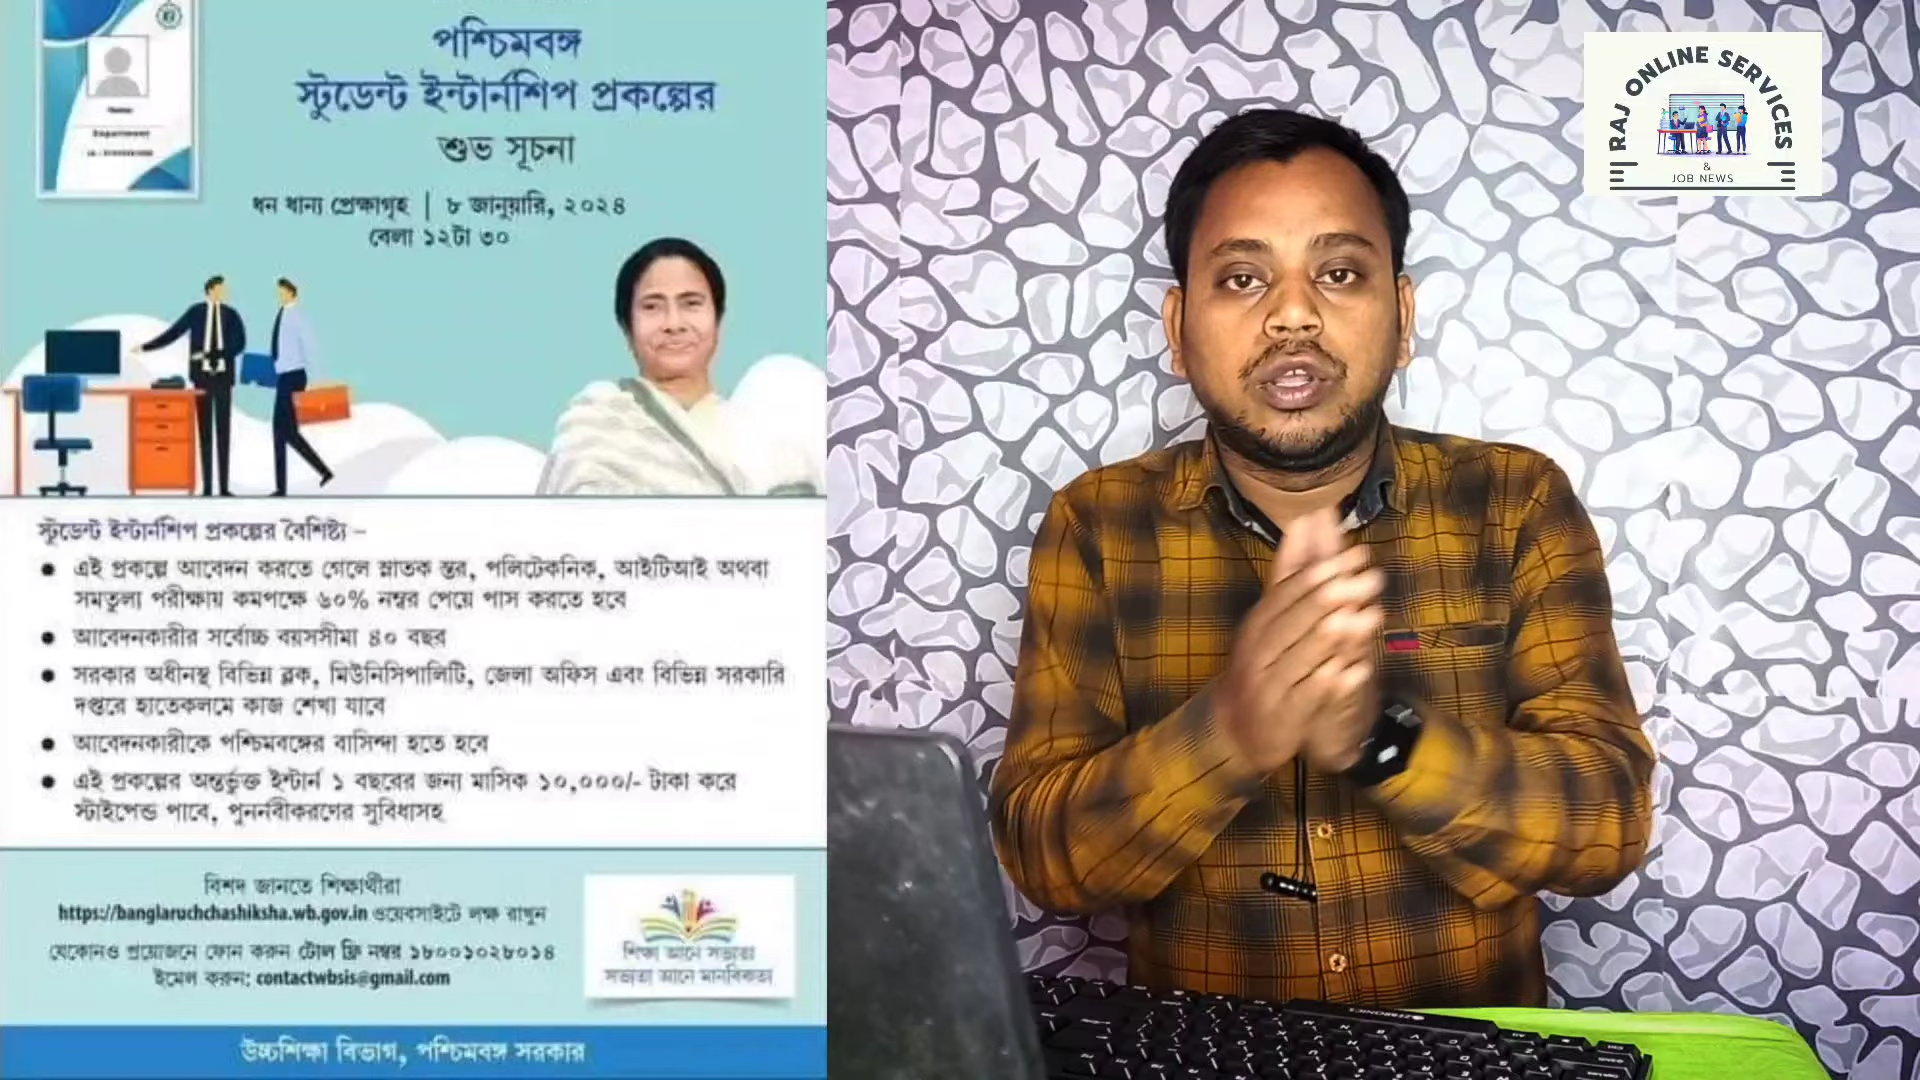 পশ্চিমবঙ্গ
স্টুডেন্ট ইন্টার্নশিপ প্রকল্পের
শুভ সূচনা
ধন ধান্য প্রেক্ষাগৃহ | ৮ জানুয়ারি, ২০২৪
বেলা ১২টা ৩০
স্টুডেন্ট ইন্টার্নশিপ প্রকল্পের বৈশিষ্ট্য –
● এই প্রকল্পে আবেদন করতে গেলে স্নাতক স্তর, পলিটেকনিক, আইটিআই অথবা
সমতুল্য পরীক্ষায় কমপক্ষে ৬০% নম্বর পেয়ে পাস করতে হবে
● আবেদনকারীর সর্বোচ্চ বয়সসীমা ৪০ বছর
● সরকার অধীনস্থ বিভিন্ন ব্লক, মিউনিসিপালিটি, জেলা অফিস এবং বিভিন্ন সরকারি
দপ্তরে হাতেকলমে কাজ শেখা যাবে
● আবেদনকারীকে পশ্চিমবঙ্গের বাসিন্দা হতে হবে
● এই প্রকল্পের অন্তর্ভুক্ত ইন্টার্ন ১ বছরের জন্য মাসিক ১০,০০০/- টাকা করে
স্টাইপেন্ড পাবে, পুনর্নবীকরণের সুবিধাসহ
বিশদ জানতে শিক্ষার্থীরা
https://banglaruchchashiksha.wb.gov.in ওয়েবসাইটে লক্ষ রাখুন
যেকোনও প্রয়োজনে ফোন করুন টোল ফ্রি নম্বর ১৮০০১০২৮০১৪
ইমেল করুন: contactwbsis@gmail.com
শিক্ষা আনে সভ্যতা
সভ্যতা আনে মানবিকতা
উচ্চশিক্ষা বিভাগ, পশ্চিমবঙ্গ সরকার
RAJ ONLINE SERVICES
&
JOB NEWS